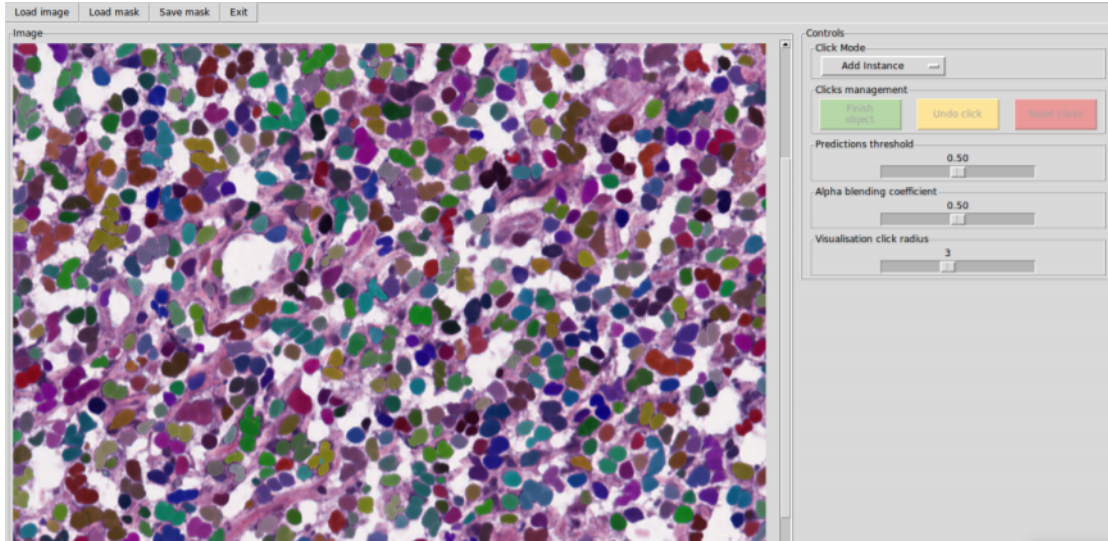 Load image Load mask Save mask Exit
Image
Controls
Click Mode
Add Instance
Clicks management
Finish
object
Undo click
Reset clicks
Predictions threshold
0.50
Alpha blending coefficient
0.50
Visualisation click radius
3